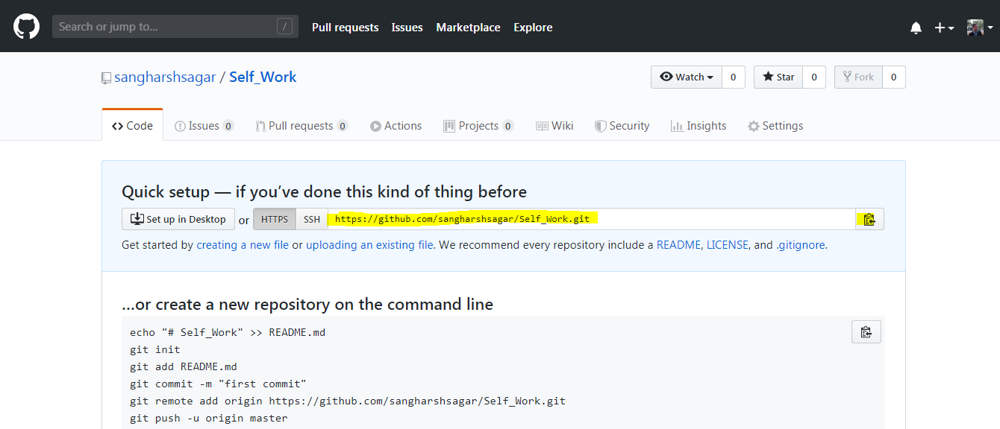 Search or jump to... /
Pull requests Issues Marketplace Explore
sangharshsagar / Self_Work
Watch 0 Star 0 Fork 0
Code Issues 0 Pull requests 0 Actions Projects 0 Wiki Security Insights Settings
Quick setup — if you’ve done this kind of thing before
Set up in Desktop or HTTPS SSH https://github.com/sangharshsagar/Self_Work.git
Get started by creating a new file or uploading an existing file. We recommend every repository include a README, LICENSE, and .gitignore.
…or create a new repository on the command line
echo "# Self_Work" >> README.md
git init
git add README.md
git commit -m "first commit"
git remote add origin https://github.com/sangharshsagar/Self_Work.git
git push -u origin master